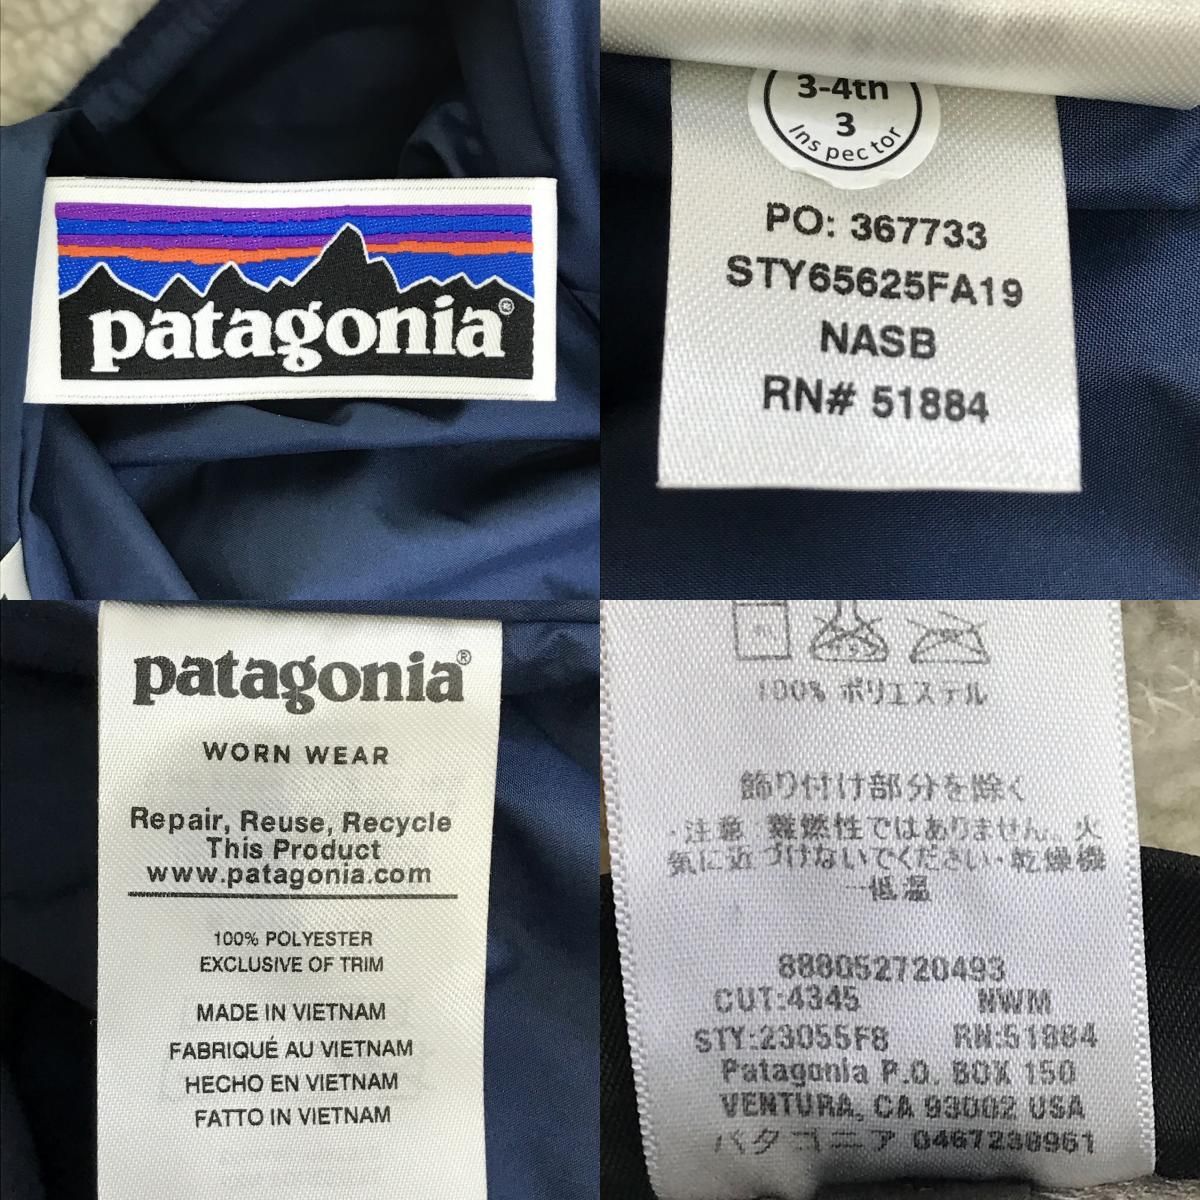 patagonia®
3-4th
3
Inspector
PO: 367733
STY65625FA19
NASB
RN# 51884
patagonia®
WORN WEAR
Repair, Reuse, Recycle
This Product
www.patagonia.com
100% POLYESTER
EXCLUSIVE OF TRIM
MADE IN VIETNAM
FABRIQUÉ AU VIETNAM
HECHO EN VIETNAM
FATTO IN VIETNAM
100% ポリエステル
飾り付け部分を除く
・注意 難燃性ではありません。火
気に近づけないでください・乾燥機
一低温
888052720493
CUT:4345 NWM
STY:23055F8 RN:51884
Patagonia P.O. BOX 150
VENTURA, CA 93002 USA
パタゴニア 0467238961